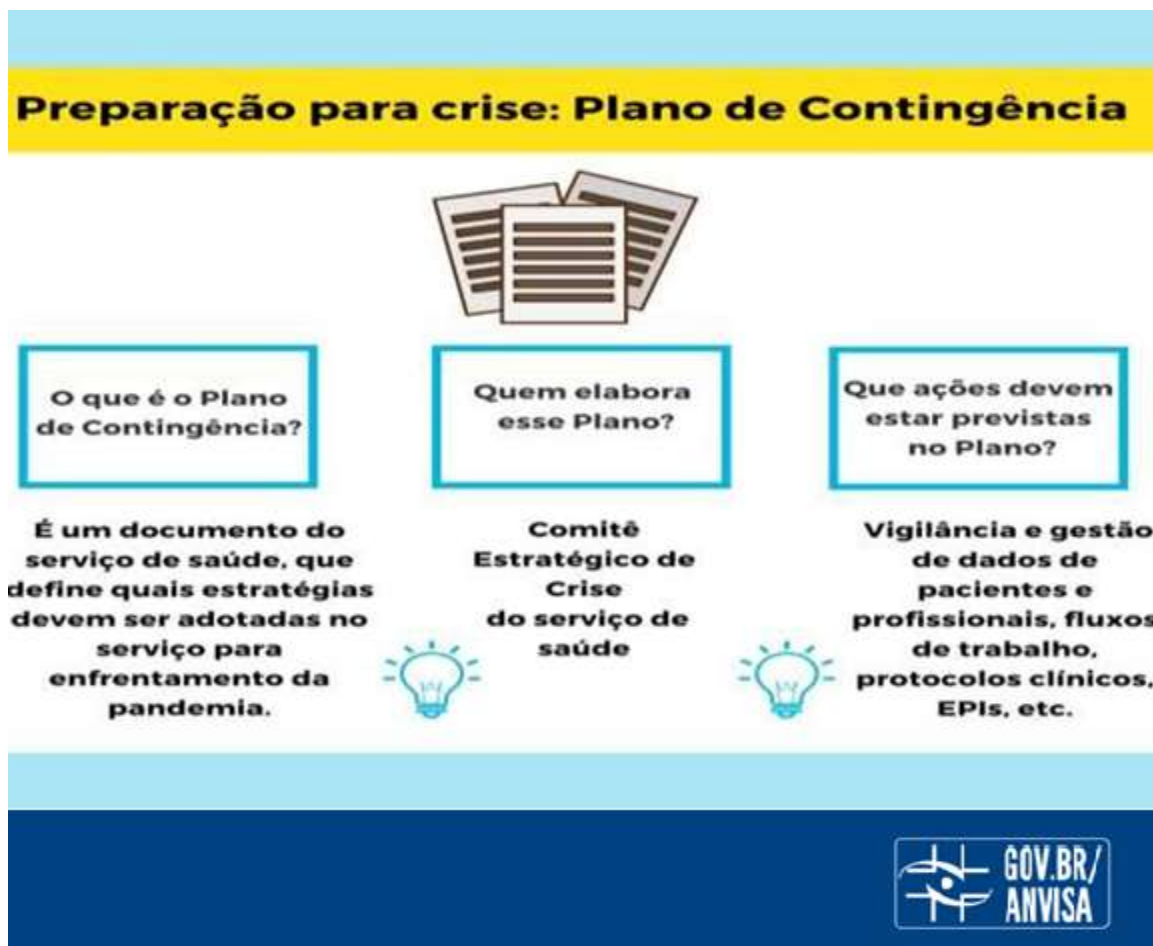 Preparação para crise: Plano de Contingência
O que é o Plano
de Contingência?
É um documento do
serviço de saúde, que
define quais estratégias
devem ser adotadas no
serviço para
enfrentamento da
pandemia.
Quem elabora
esse Plano?
Comitê
Estratégico de
Crise
do serviço de
saúde
Que ações devem
estar previstas
no Plano?
Vigilância e gestão
de dados de
pacientes e
profissionais, fluxos
de trabalho,
protocolos clínicos,
EPIs, etc.
GOV.BR/
ANVISA